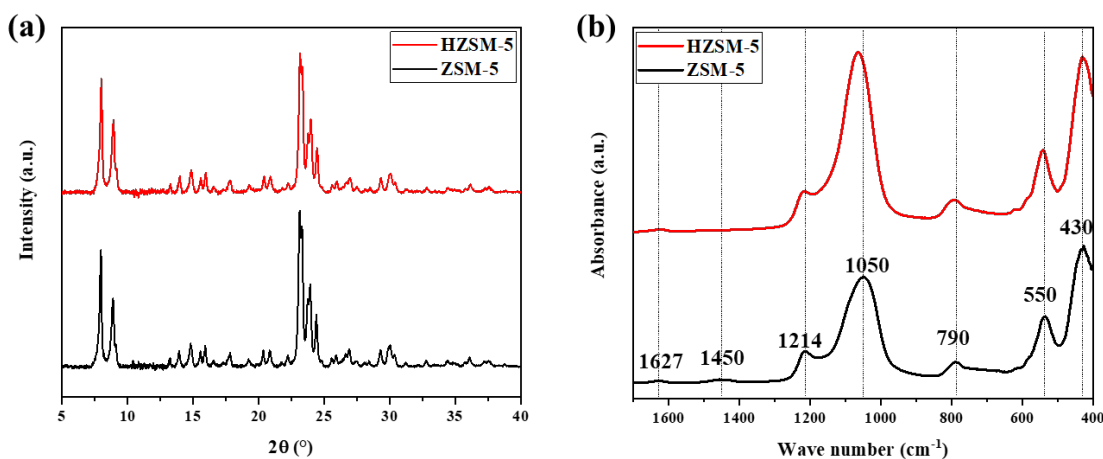 (a)
HZSM-5
ZSM-5
Intensity (a.u.)
5 10 15 20 25 30 35 40
2θ (°)
(b)
HZSM-5
ZSM-5
Absorbance (a.u.)
1627
1450
1214
1050
790
550
430
1600 1400 1200 1000 800 600 400
Wave number (cm⁻¹)